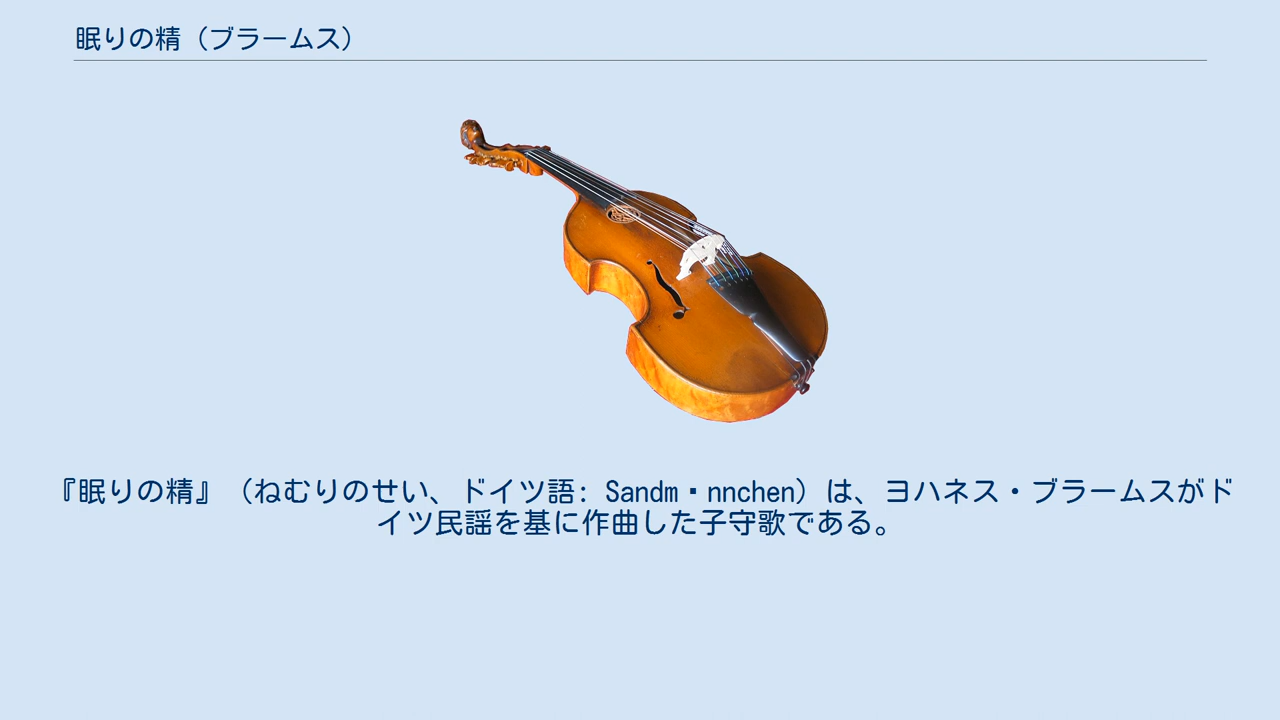 眠りの精（ブラームス）
『眠りの精』（ねむりのせい、ドイツ語: Sandm▪nnchen）は、ヨハネス・ブラームスがド
イツ民謡を基に作曲した子守歌である。